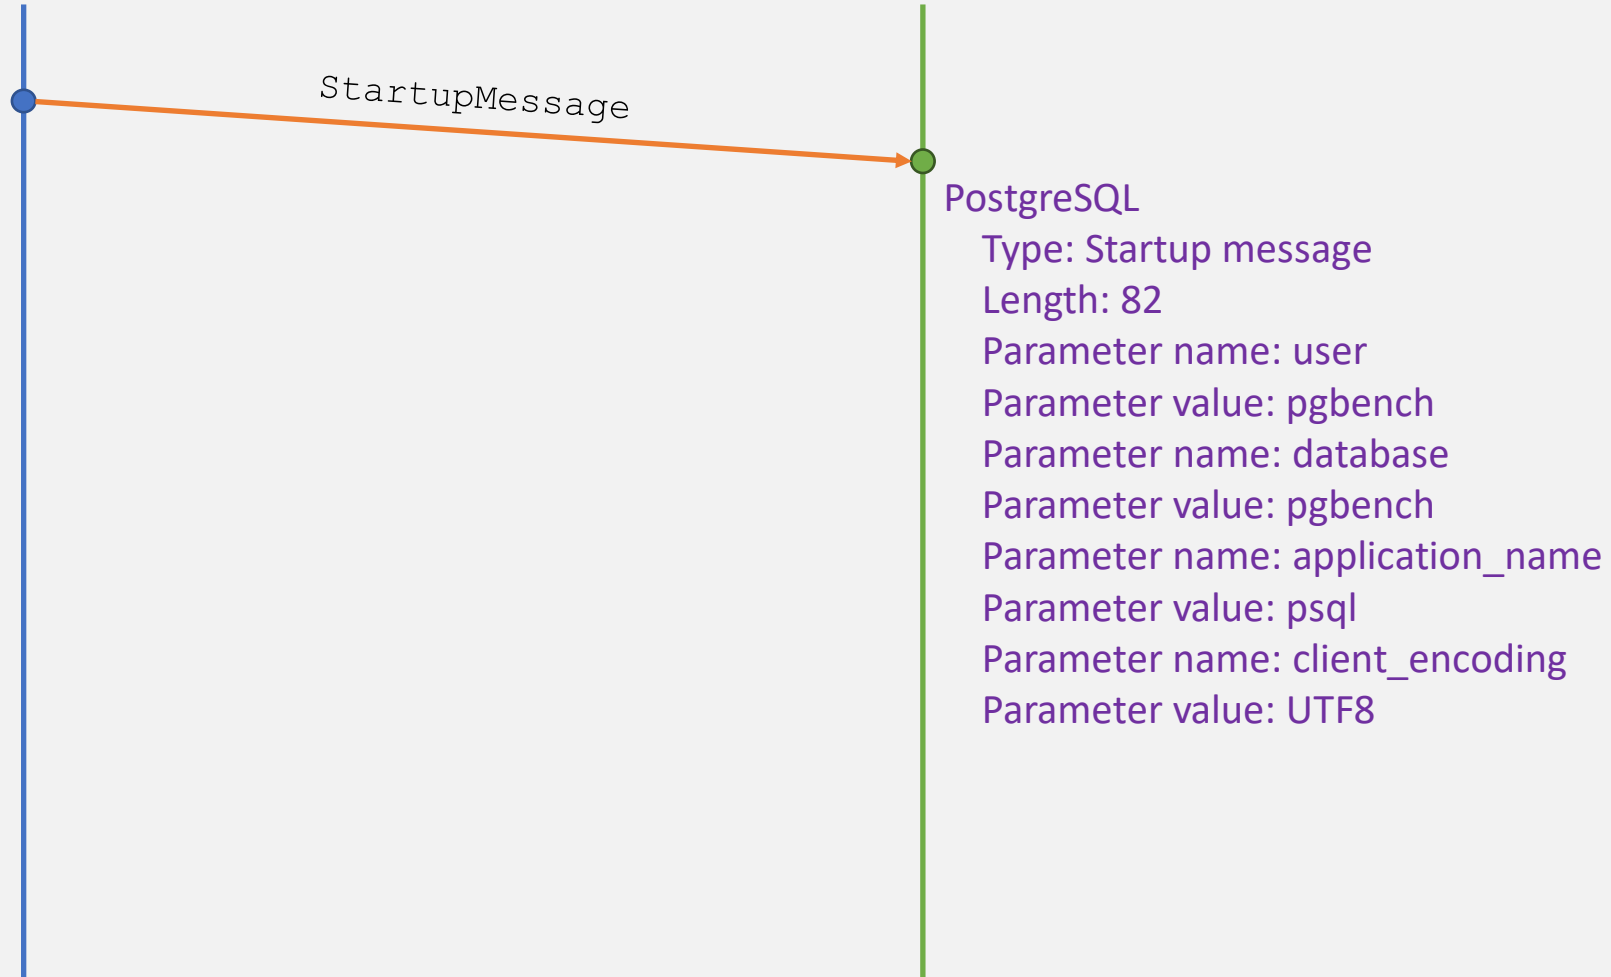 StartupMessage
PostgreSQL
Type: Startup message
Length: 82
Parameter name: user
Parameter value: pgbench
Parameter name: database
Parameter value: pgbench
Parameter name: application_name
Parameter value: psql
Parameter name: client_encoding
Parameter value: UTF8